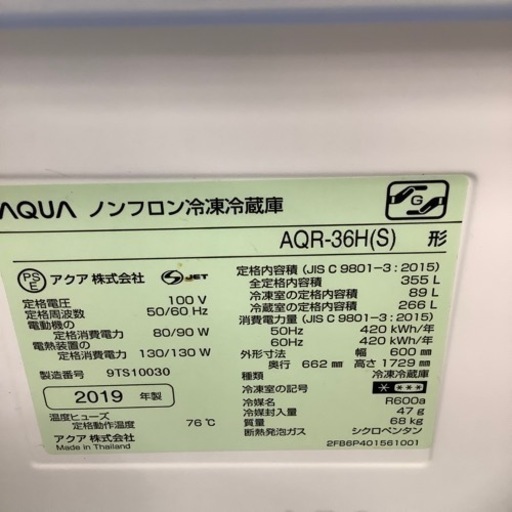 AQUA ノンフロン冷凍冷蔵庫
G
AQR-36H(S) 形
PS E アクア株式会社 S JET
定格電圧 100 V
定格周波数 50/60 Hz
電動機の
定格消費電力 80/90 W
電熱装置の
定格消費電力 130/130 W
製造番号 9TS10030
2019 年製
温度ヒューズ
定格動作温度 76℃
アクア株式会社
Made in Thailand
定格内容積 (JIS C 9801-3 : 2015)
全定格内容積 355 L
冷凍室の定格内容積 89 L
冷蔵室の定格内容積 266 L
消費電力量 (JIS C 9801-3 : 2015)
50Hz 420 kWh/年
60Hz 420 kWh/年
外形寸法 幅 600 mm
奥行 662 mm 高さ 1729 mm
種類 冷凍冷蔵庫
冷凍室の記号 * ***
冷媒名 R600a
冷媒封入量 47 g
質量 68 kg
断熱発泡ガス シクロペンタン
2FB6P401561001